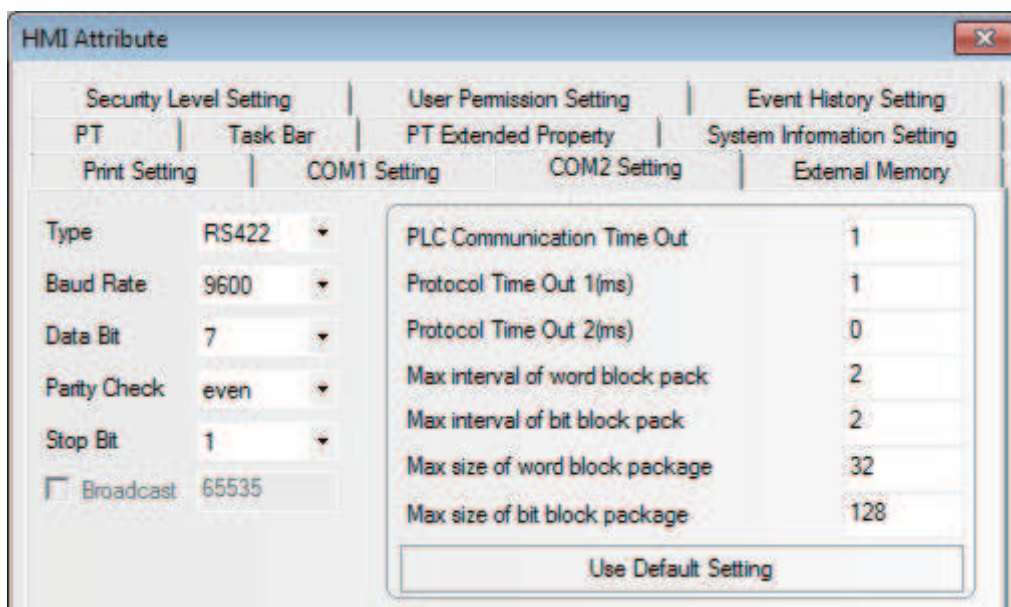 HMI Attribute
Security Level Setting User Permission Setting Event History Setting
PT Task Bar PT Extended Property System Information Setting
Print Setting COM1 Setting COM2 Setting External Memory
Type RS422
Baud Rate 9600
Data Bit 7
Parity Check even
Stop Bit 1
Broadcast 65535
PLC Communication Time Out 1
Protocol Time Out 1(ms) 1
Protocol Time Out 2(ms) 0
Max interval of word block pack 2
Max interval of bit block pack 2
Max size of word block package 32
Max size of bit block package 128
Use Default Setting